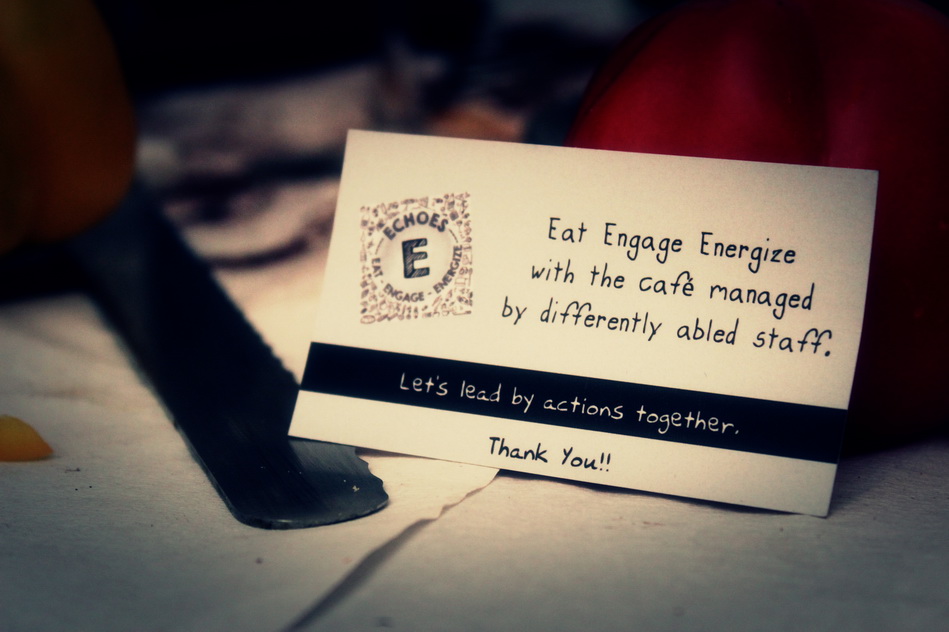 ECHOES
E
EAT · ENGAGE · ENERGIZE
Eat Engage Energize
with the café managed
by differently abled staff.
Let's lead by actions together.
Thank You!!